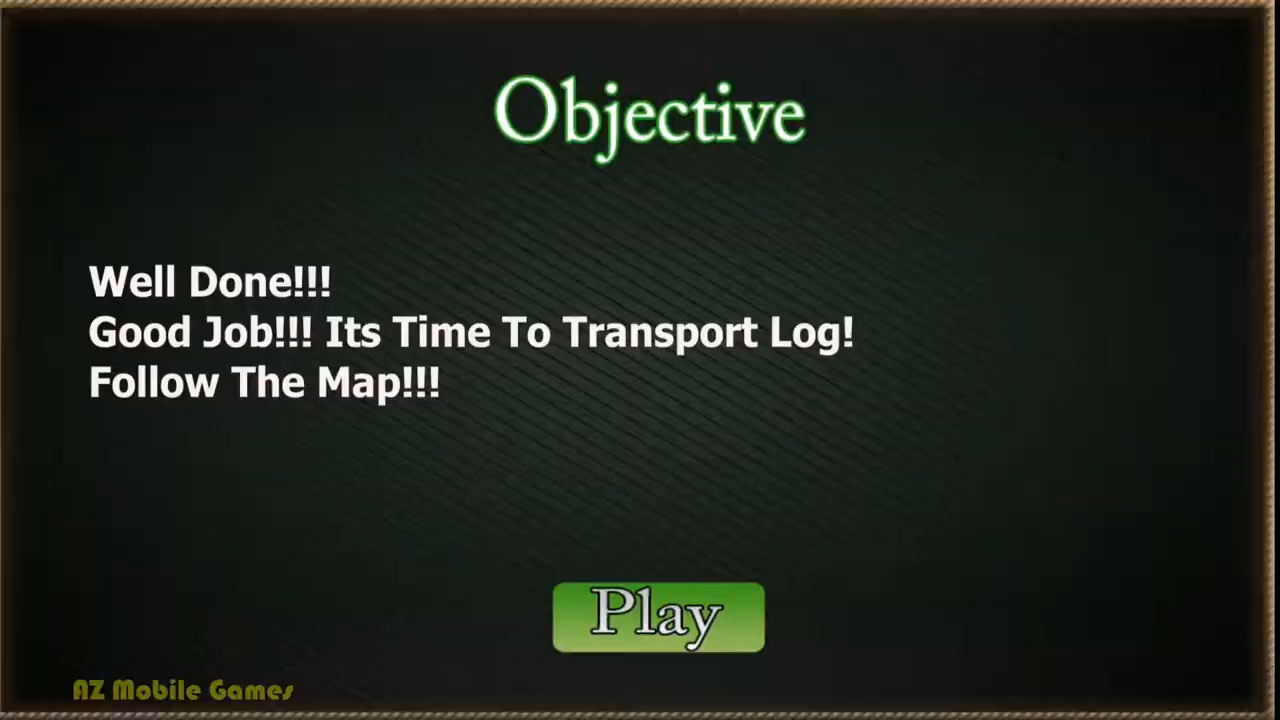 Objective
Well Done!!!
Good Job!!! Its Time To Transport Log!
Follow The Map!!!
Play
AZ Mobile Games